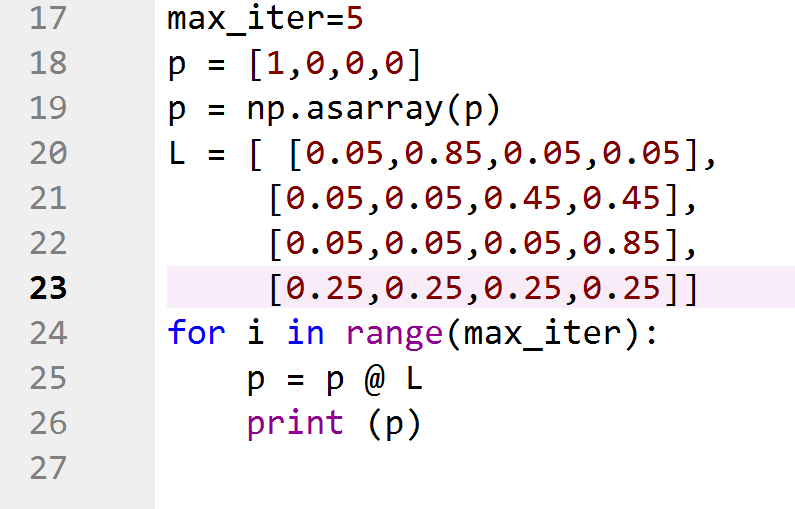 17 max_iter=5
18 p = [1,0,0,0]
19 p = np.asarray(p)
20 L = [ [0.05,0.85,0.05,0.05],
21      [0.05,0.05,0.45,0.45],
22      [0.05,0.05,0.05,0.85],
23      [0.25,0.25,0.25,0.25]]
24 for i in range(max_iter):
25     p = p @ L
26     print (p)
27